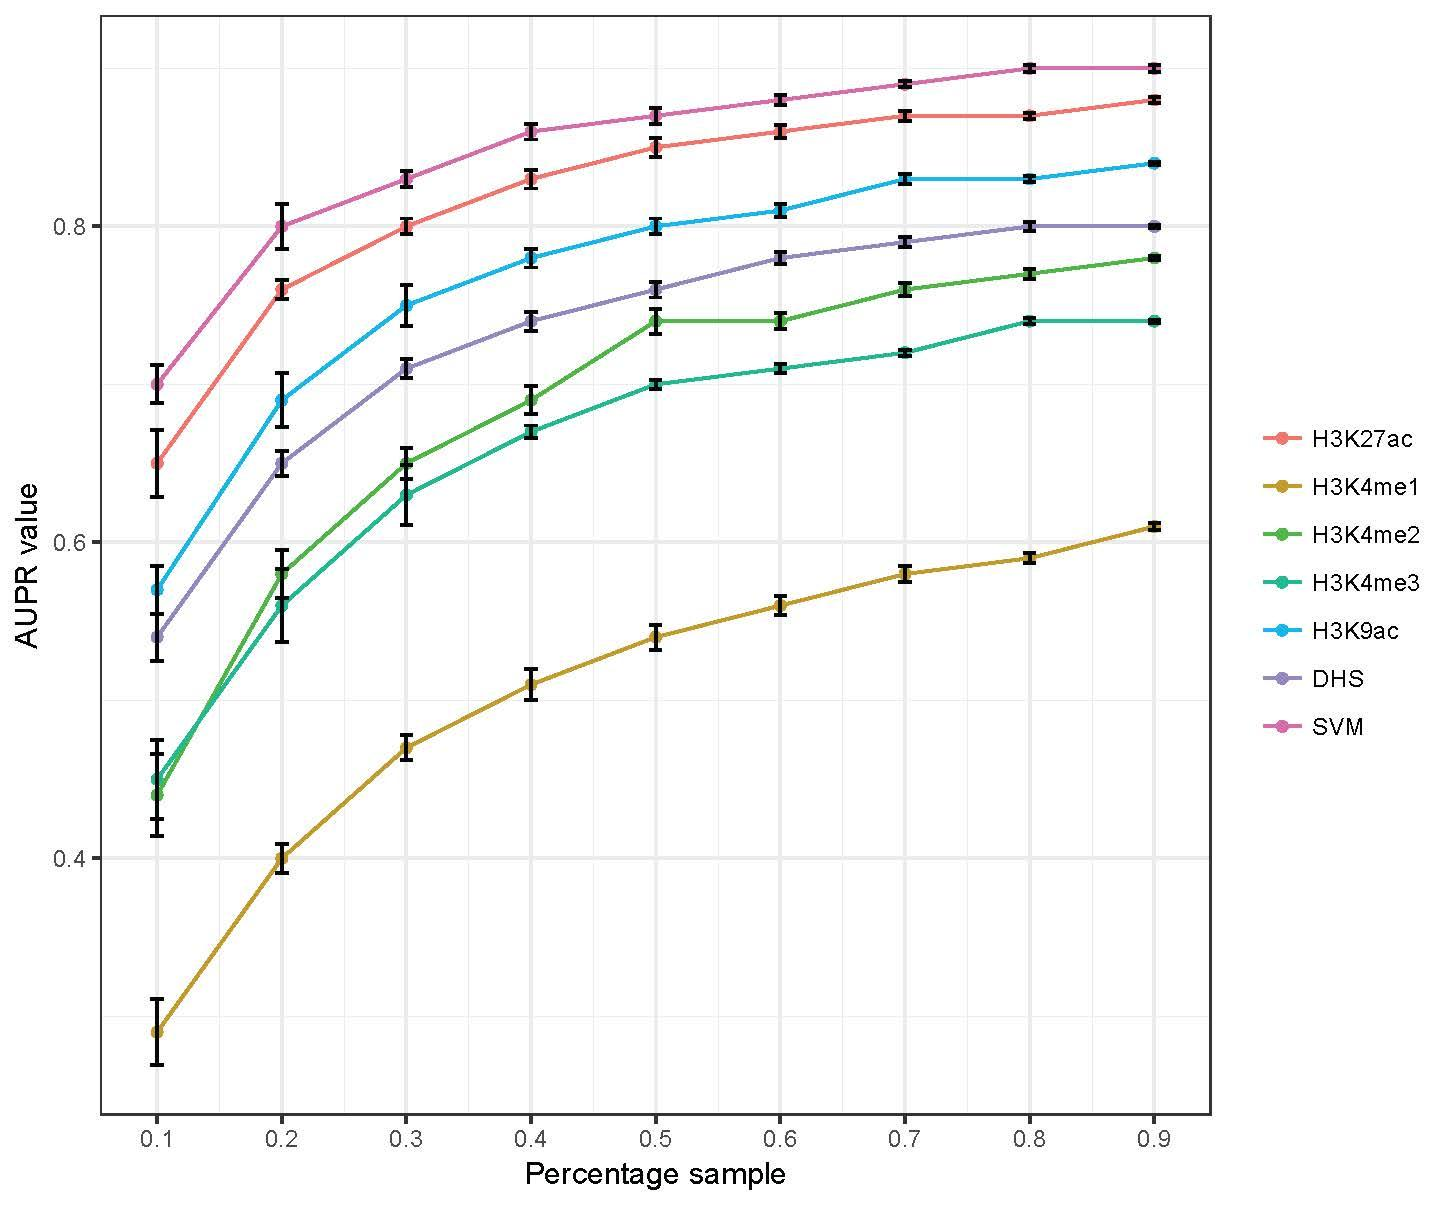 AUPR value
0.8
0.6
0.4
0.1 0.2 0.3 0.4 0.5 0.6 0.7 0.8 0.9
Percentage sample
H3K27ac
H3K4me1
H3K4me2
H3K4me3
H3K9ac
DHS
SVM